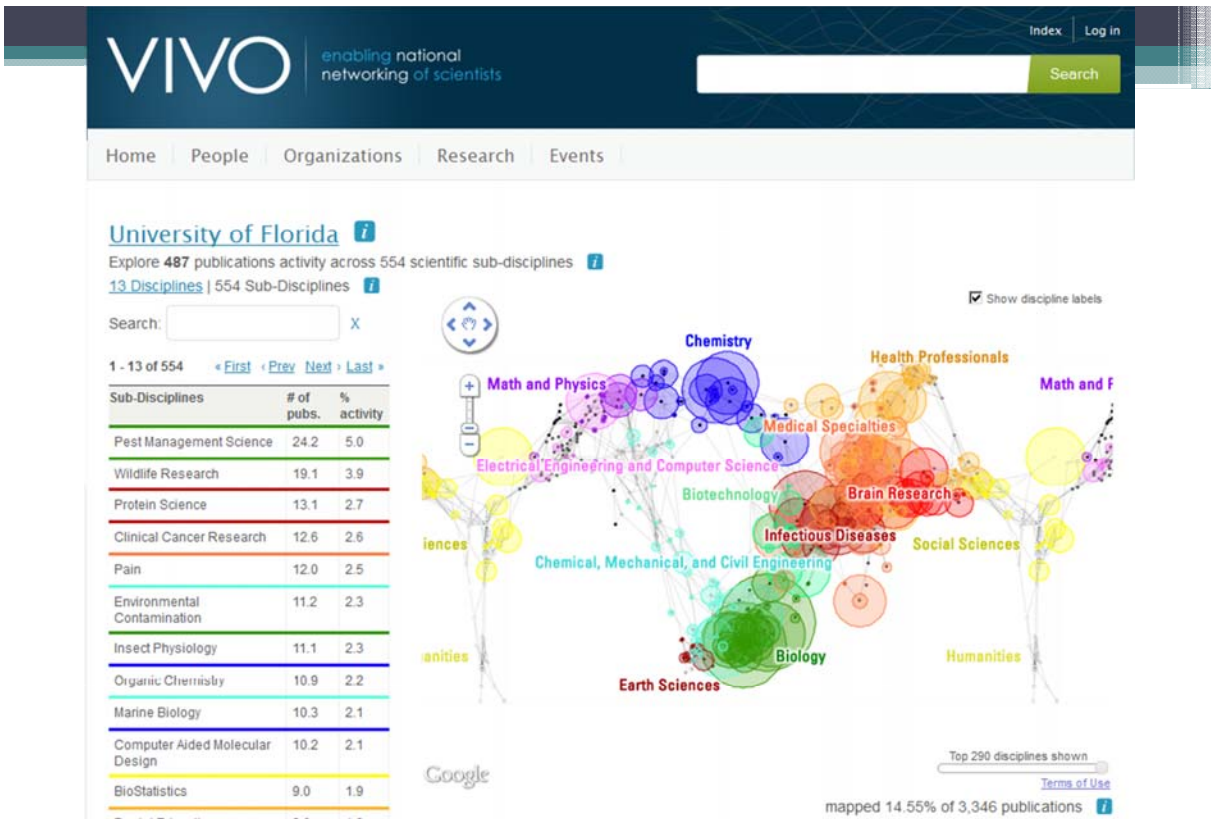 VIVO
enabling national
networking of scientists
Index
Log in
Search
Home
People
Organizations
Research
Events
University of Florida i
Explore 487 publications activity across 554 scientific sub-disciplines i
13 Disciplines | 554 Sub-Disciplines i
Search:
X
1 - 13 of 554 « First ‹ Prev Next › Last »
Sub-Disciplines # of pubs. % activity
Pest Management Science 24.2 5.0
Wildlife Research 19.1 3.9
Protein Science 13.1 2.7
Clinical Cancer Research 12.6 2.6
Pain 12.0 2.5
Environmental
Contamination 11.2 2.3
Insect Physiology 11.1 2.3
Organic Chemistry 10.9 2.2
Marine Biology 10.3 2.1
Computer Aided Molecular
Design 10.2 2.1
BioStatistics 9.0 1.9
Show discipline labels
Chemistry
Health Professionals
Math and Physics
Math and F
Medical Specialties
Electrical Engineering and Computer Science
Biotechnology
Brain Research
Infectious Diseases
iences
Social Sciences
Chemical, Mechanical, and Civil Engineering
anities
Biology
Humanities
Earth Sciences
Google
Top 290 disciplines shown
Terms of Use
mapped 14.55% of 3,346 publications i